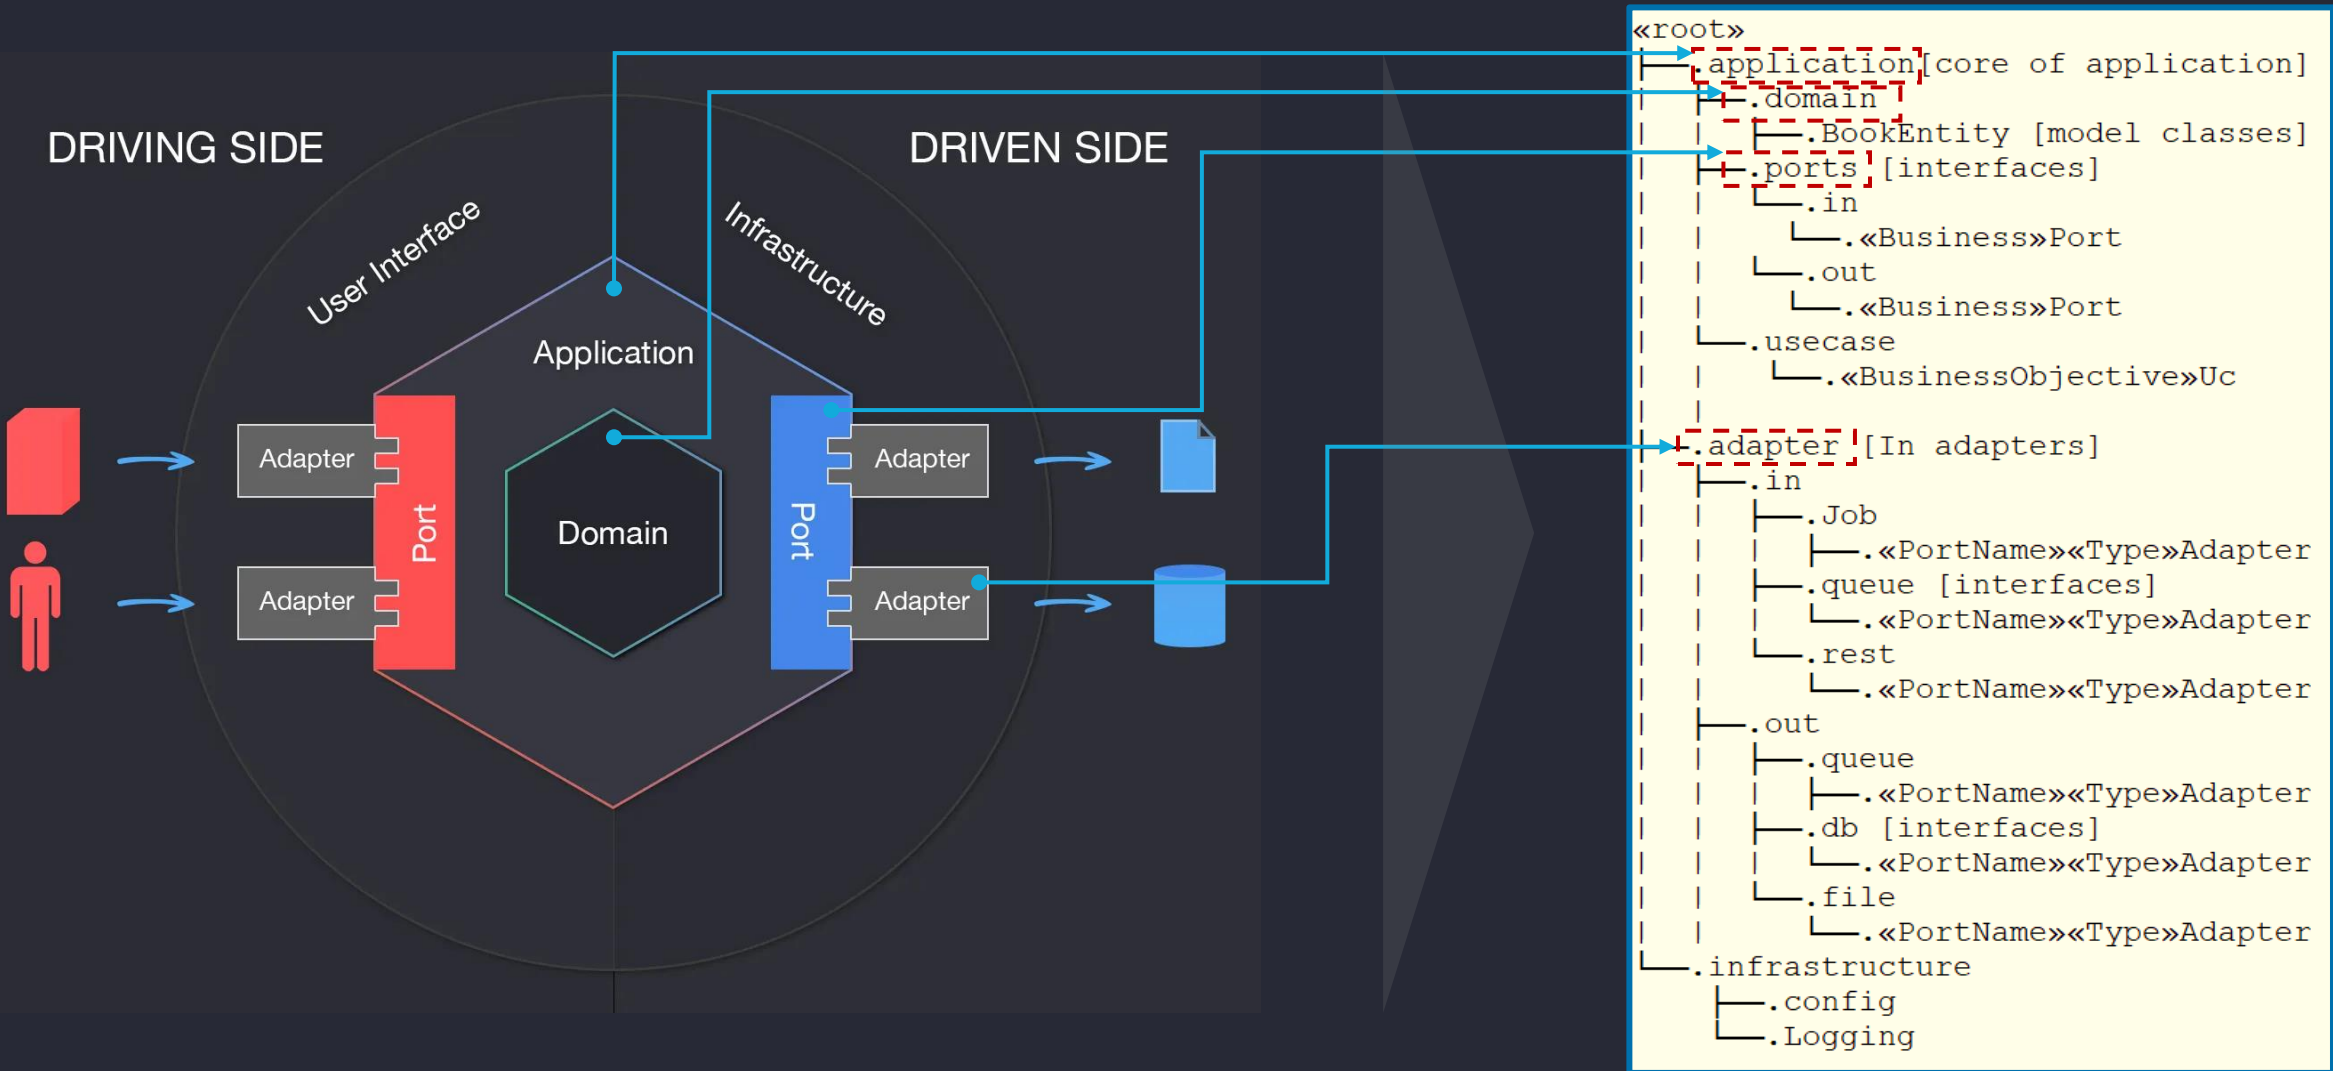 DRIVING SIDE
DRIVEN SIDE
User Interface
Infrastructure
Application
Adapter
Adapter
Port
Domain
Port
Adapter
Adapter
«root»
.application[core of application]
.domain
.BookEntity [model classes]
.ports [interfaces]
.in
.«Business»Port
.out
.«Business»Port
.usecase
.«BusinessObjective»Uc
.adapter [In adapters]
.in
.Job
.«PortName»«Type»Adapter
.queue [interfaces]
.«PortName»«Type»Adapter
.rest
.«PortName»«Type»Adapter
.out
.queue
.«PortName»«Type»Adapter
.db [interfaces]
.«PortName»«Type»Adapter
.file
.«PortName»«Type»Adapter
.infrastructure
.config
.Logging